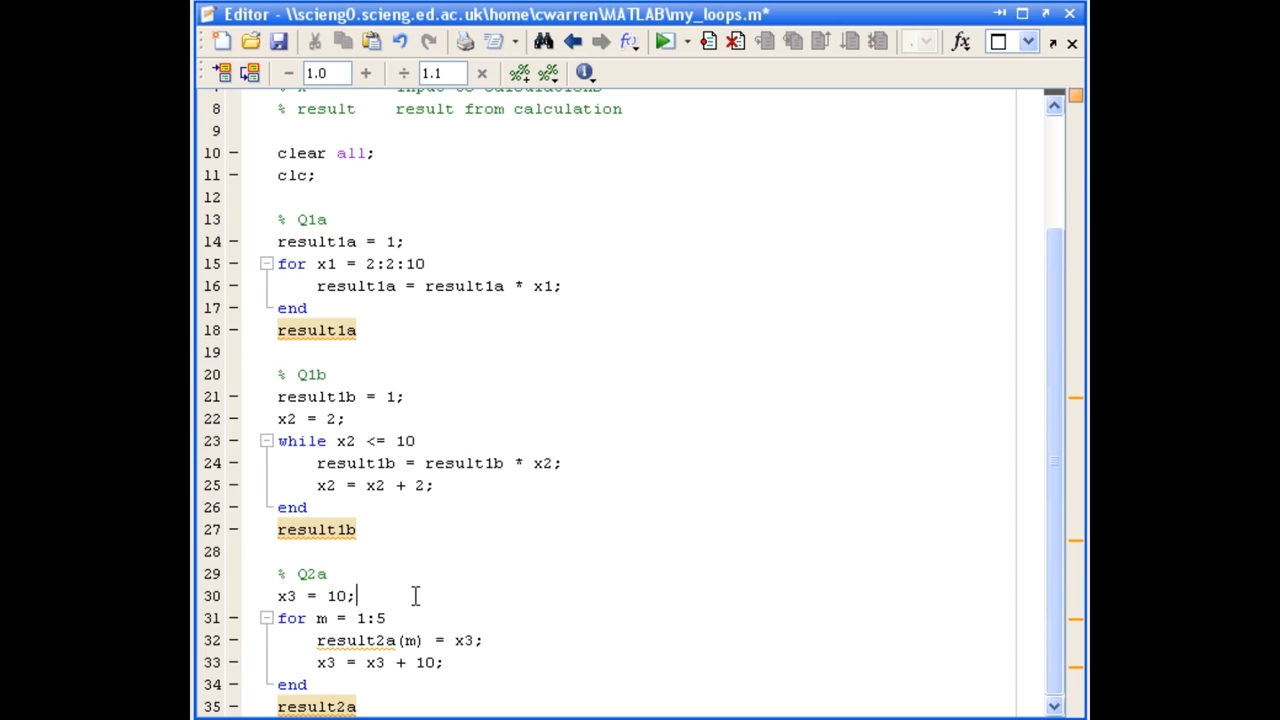 Editor - \\scieng0.scieng.ed.ac.uk\home\cwarren\MATLAB\my_loops.m*
1.0
1.1
8 % result result from calculation
9
10 clear all;
11 clc;
12
13 % Q1a
14 result1a = 1;
15 for x1 = 2:2:10
16 result1a = result1a * x1;
17 end
18 result1a
19
20 % Q1b
21 result1b = 1;
22 x2 = 2;
23 while x2 <= 10
24 result1b = result1b * x2;
25 x2 = x2 + 2;
26 end
27 result1b
28
29 % Q2a
30 x3 = 10;
31 for m = 1:5
32 result2a(m) = x3;
33 x3 = x3 + 10;
34 end
35 result2a